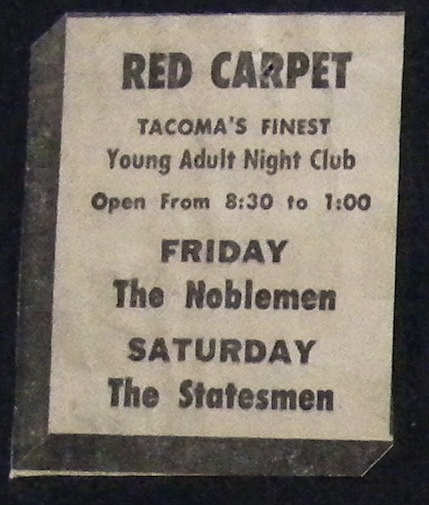 RED CARPET
TACOMA'S FINEST
Young Adult Night Club
Open From 8:30 to 1:00
FRIDAY
The Noblemen
SATURDAY
The Statesmen